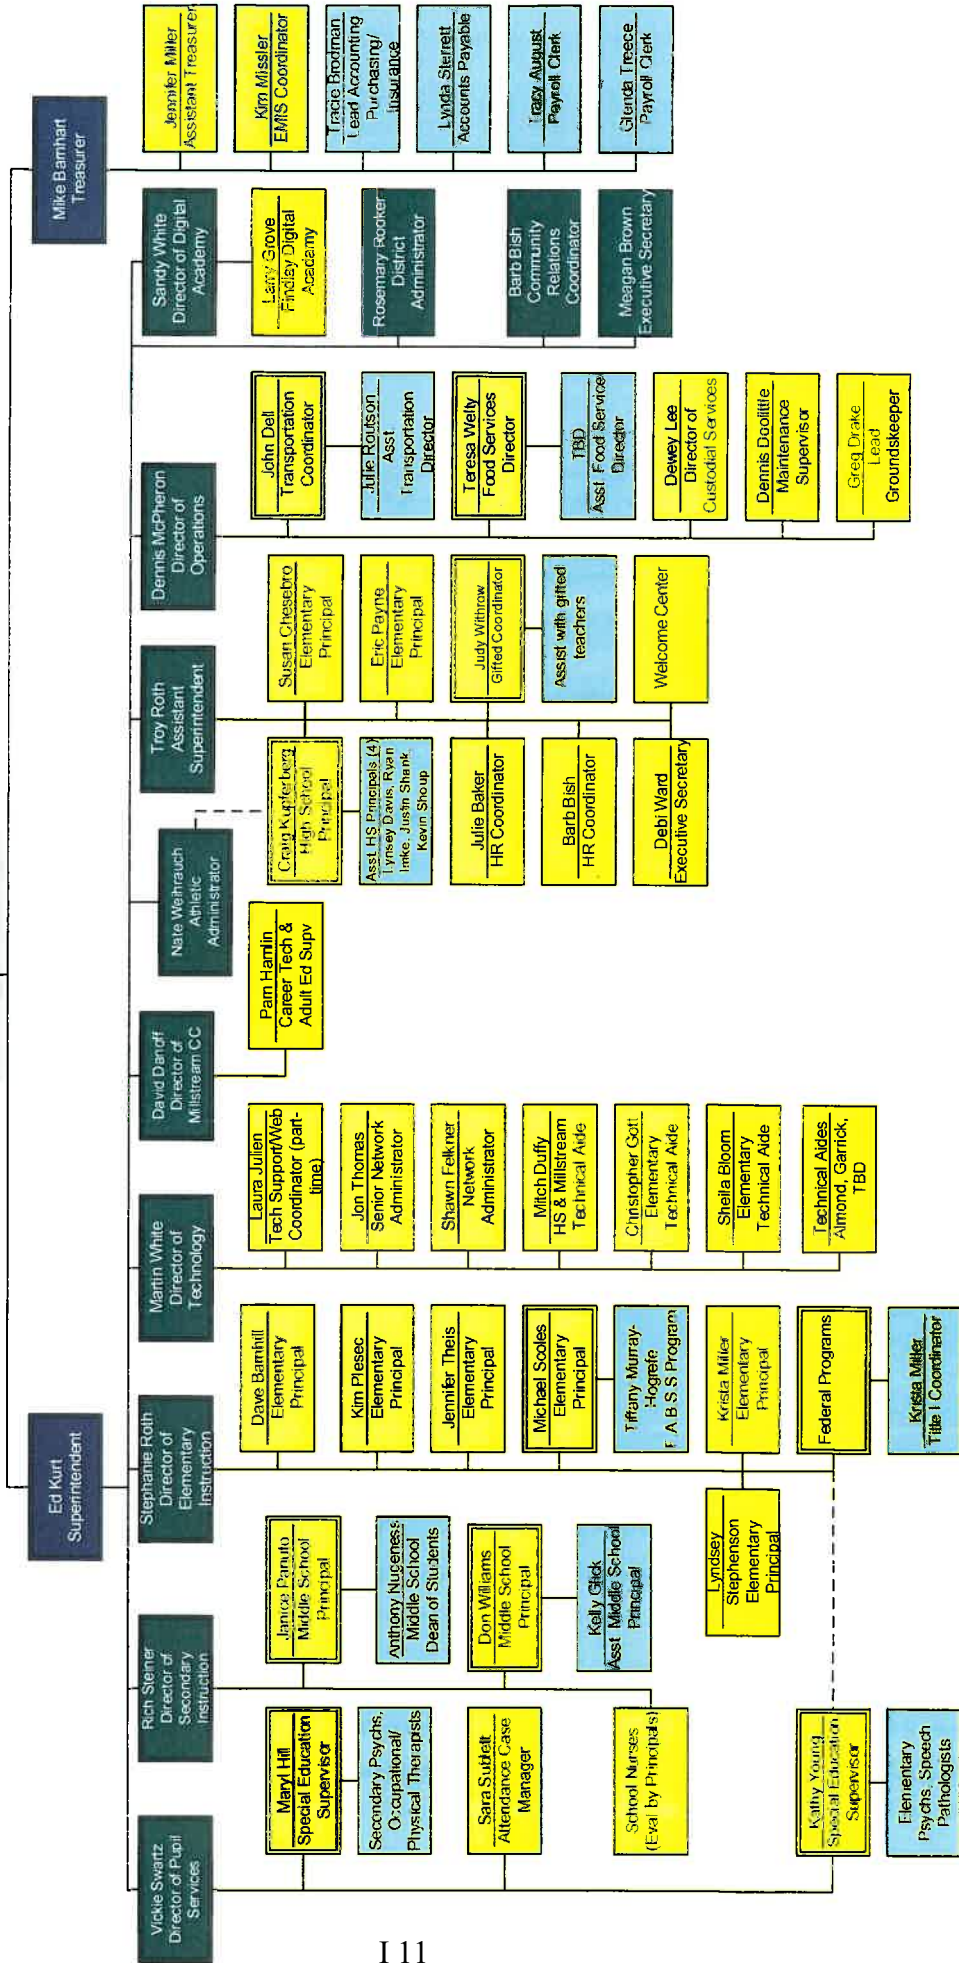 Ed Kurt
Superintendent
Mike Barnhart
Treasurer
Vickie Swartz
Director of Pupil
Services
Rich Steiner
Director of
Secondary
Instruction
Stephanie Roth
Director of
Elementary
Instruction
Martin White
Director of
Technology
David Danoff
Director of
Millstream CC
Nate Weihrauch
Athletic
Administrator
Troy Roth
Assistant
Superintendent
Dennis McPheron
Director of
Operations
Sandy White
Director of Digital
Academy
Maryl Hill
Special Education
Supervisor
Secondary Psychs,
Occupational/
Physical Therapists
Sara Sublett
Attendance Case
Manager
School Nurses
(Eval by Principals)
Kathy Young
Special Education
Supervisor
Elementary
Psychs, Speech
Pathologists
Janice Panuto
Middle School
Principal
Anthony Nuceness
Middle School
Dean of Students
Don Williams
Middle School
Principal
Kelly Glick
Asst Middle School
Principal
Lyndsey
Stephenson
Elementary
Principal
Dave Barnhill
Elementary
Principal
Kim Plesec
Elementary
Principal
Jennifer Theis
Elementary
Principal
Michael Scoles
Elementary
Principal
Tiffany Murray-
Hogrefe
F A B S S Program
Krista Miller
Elementary
Principal
Federal Programs
Krista Miller
Title I Coordinator
Laura Julien
Tech Support/Web
Coordinator (part-
time)
Jon Thomas
Senior Network
Administrator
Shawn Felkner
Network
Administrator
Mitch Duffy
HS & Millstream
Technical Aide
Christopher Gott
Elementary
Technical Aide
Sheila Bloom
Elementary
Technical Aide
Technical Aides
Almond, Garrick,
TBD
Pam Hamlin
Career Tech &
Adult Ed Supv
Craig Kupferberg
High School
Principal
Asst HS Principals (4)
Lynsey Davis, Ryan
Imke, Justin Shank,
Kevin Shoup
Julie Baker
HR Coordinator
Barb Bish
HR Coordinator
Debi Ward
Executive Secretary
Susan Chesebro
Elementary
Principal
Eric Payne
Elementary
Principal
Judy Withrow
Gifted Coordinator
Assist with gifted
teachers
Welcome Center
John Dell
Transportation
Coordinator
Julie Routson
Asst
Transportation
Director
Teresa Welty
Food Services
Director
TBD
Asst Food Service
Director
Dewey Lee
Director of
Custodial Services
Dennis Doolittle
Maintenance
Supervisor
Greg Drake
Lead
Groundskeeper
Larry Grove
Findlay Digital
Acadamy
Rosemary Rooker
District
Administrator
Barb Bish
Community
Relations
Coordinator
Meagan Brown
Executive Secretary
Jennifer Miller
Assistant Treasurer
Kim Missler
EMIS Coordinator
Tracie Brodman
Lead Accounting
Purchasing/
Insurance
Lynda Sterrett
Accounts Payable
Tracy August
Payroll Clerk
Glenda Treece
Payroll Clerk
I 11